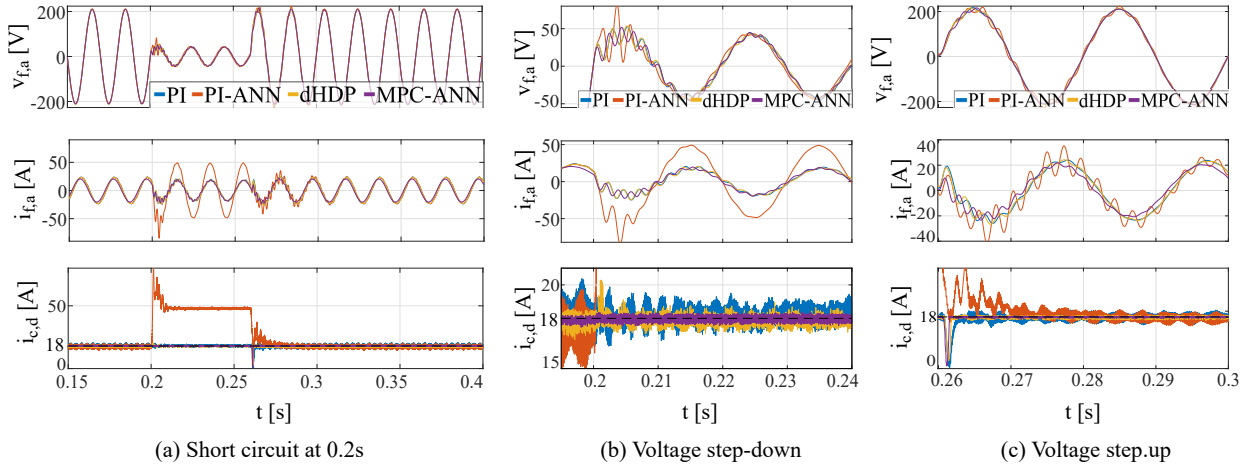 v_f,a [V]
200
0
200
PI PI-ANN dHDP MPC-ANN
i_f,a [A]
50
0
-50
i_c,d [A]
50
18
0
0.15 0.2 0.25 0.3 0.35 0.4
t [s]
(a) Short circuit at 0.2s
v_f,a [V]
50
0
-50
PI PI-ANN dHDP MPC-ANN
i_f,a [A]
50
0
-50
i_c,d [A]
20
18
15
0.2 0.21 0.22 0.23 0.24
t [s]
(b) Voltage step-down
v_f,a [V]
200
0
-200
PI PI-ANN dHDP MPC-ANN
i_f,a [A]
40
20
0
-20
-40
i_c,d [A]
18
0
0.26 0.27 0.28 0.29 0.3
t [s]
(c) Voltage step.up